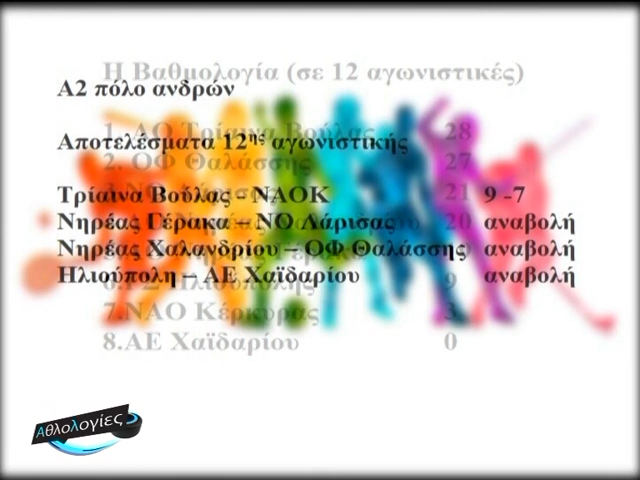 Η Βαθμολογία (σε 12 αγωνιστικές)
Α2 πόλο ανδρών
1. ΑΟ Τρίαινα Βούλας 28
Αποτελέσματα 12ης αγωνιστικής
2. ΟΦ Θαλάσσης 27
Τρίαινα Βούλας - ΝΑΟΚ 9 -7
21
Νηρέας Γέρακα – ΝΟ Λάρισας αναβολή
20
Νηρέας Χαλανδρίου – ΟΦ Θαλάσσης αναβολή
Ηλιούπολη – ΑΕ Χαϊδαρίου αναβολή
9
7.ΝΑΟ Κέρκυρας 3
8.ΑΕ Χαϊδαρίου 0
Αθλολογίες